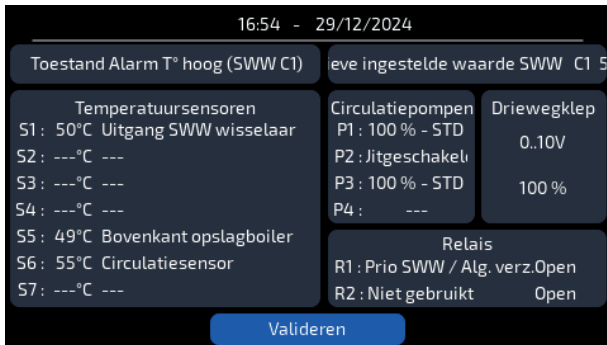 16:54 - 29/12/2024
Toestand Alarm T° hoog (SWW C1)
eve ingestelde waarde SWW C1 5
Temperatuursensoren
S1 : 50°C Uitgang SWW wisselaar
S2 : ---°C ---
S3 : ---°C ---
S4 : ---°C ---
S5 : 49°C Bovenkant opslagboiler
S6 : 55°C Circulatiesensor
S7 : ---°C ---
Circulatiepompen
P1 : 100 % - STD
P2 : Jitgeschakel
P3 : 100 % - STD
P4 : ---
Driewegklep
0..10V
100 %
Relais
R1 : Prio SWW / Alg. verz. Open
R2 : Niet gebruikt Open
Valideren